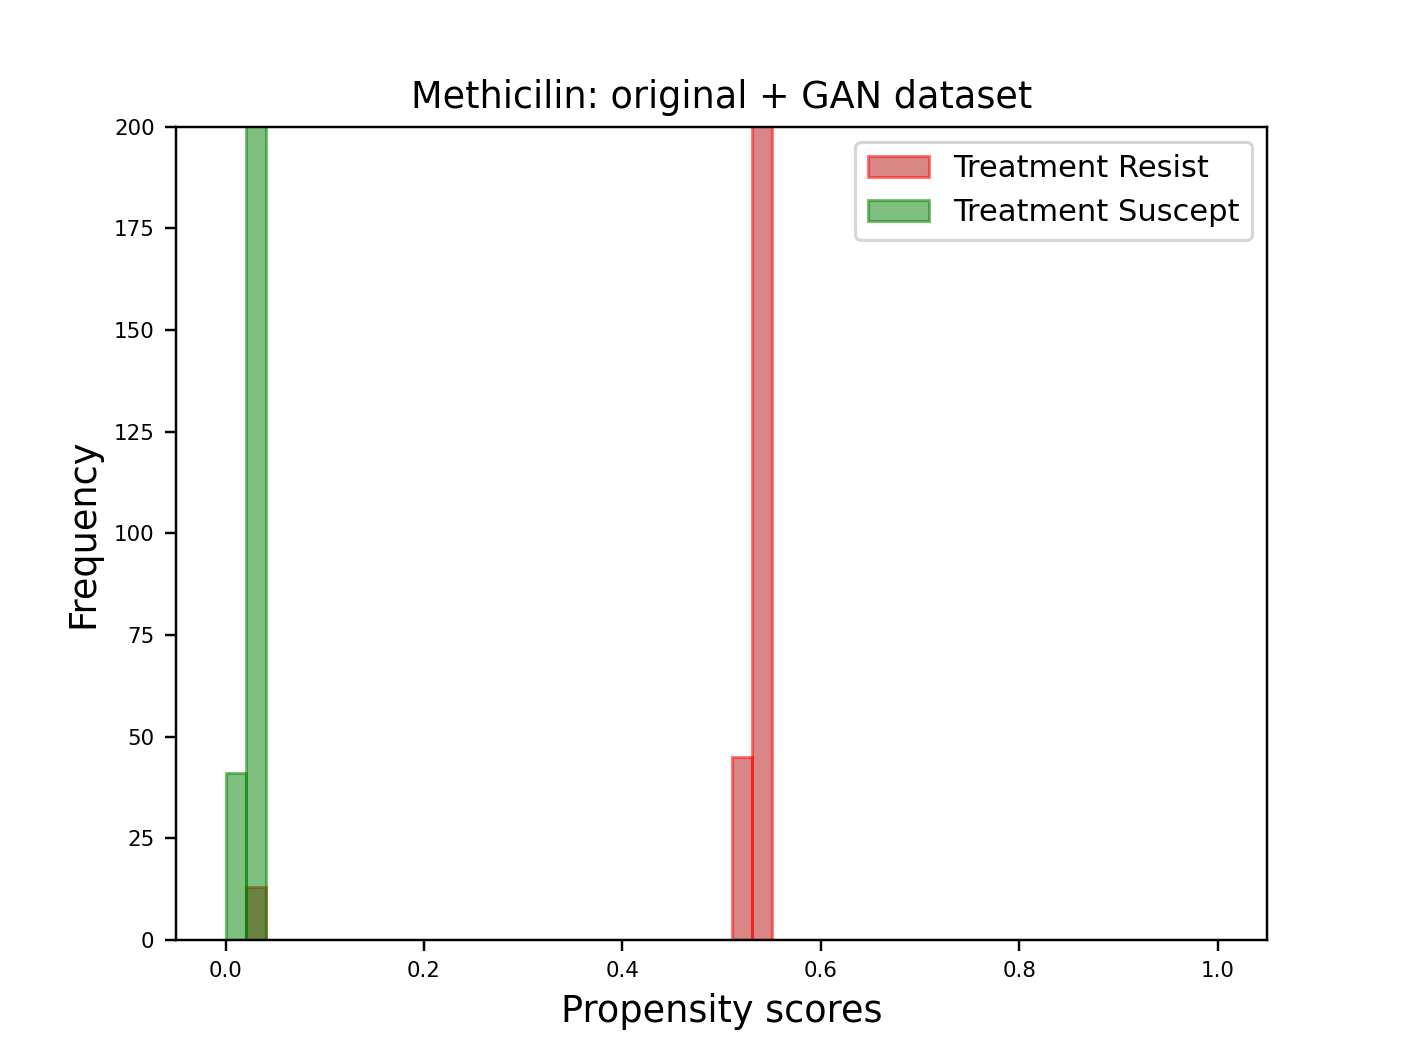 Methicilin: original + GAN dataset
Treatment Resist
Treatment Suscept
200
175
150
125
100
75
50
25
0
Frequency
0.0 0.2 0.4 0.6 0.8 1.0
Propensity scores